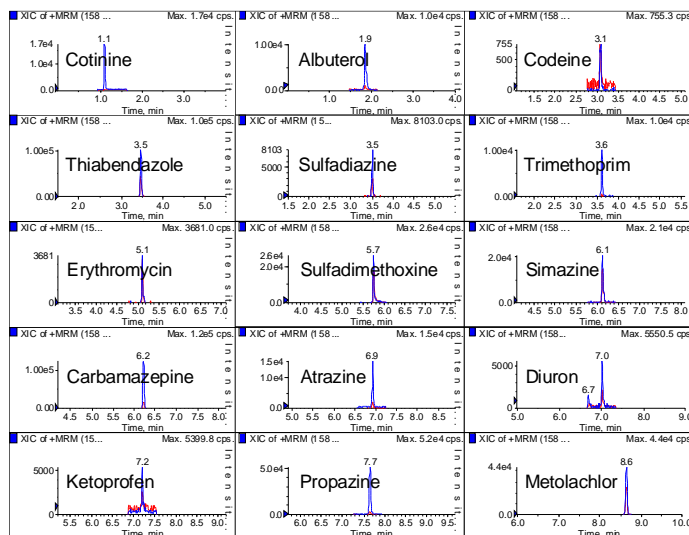 XIC of +MRM (158 ... Max. 1.7e4 cps.
1.1
1.7e4
1.0e4
0.0
Cotinine
1.0 2.0 3.0
Time, min
Intensit...
XIC of +MRM (158 ... Max. 1.0e4 cps.
1.9
1.00e4
0.00
Albuterol
1.0 2.0 3.0 4.0
Time, min
Intensit...
XIC of +MRM (158 ... Max. 755.3 cps.
3.1
755
500
0
Codeine
1.5 2.0 2.5 3.0 3.5 4.0 4.5 5.0
Time, min
XIC of +MRM (158 ... Max. 1.0e5 cps.
3.5
1.00e5
0.00
Thiabendazole
2.0 3.0 4.0 5.0
Time, min
Intensit...
XIC of +MRM (15... Max. 8103.0 cps.
3.5
8103
5000
0
Sulfadiazine
1.5 2.0 2.5 3.0 3.5 4.0 4.5 5.0
Time, min
Intensit...
XIC of +MRM (158 ... Max. 1.0e4 cps.
3.6
1.00e4
0.00
Trimethoprim
2.0 2.5 3.0 3.5 4.0 4.5 5.0 5.5
Time, min
XIC of +MRM (15... Max. 3681.0 cps.
5.1
3681
0
Erythromycin
3.5 4.0 4.5 5.0 5.5 6.0 6.5 7.0
Time, min
Intensit...
XIC of +MRM (158 ... Max. 2.6e4 cps.
5.7
2.6e4
2.0e4
0.0
Sulfadimethoxine
4.0 4.5 5.0 5.5 6.0 6.5 7.0 7.5
Time, min
Intensit...
XIC of +MRM (158 ... Max. 2.1e4 cps.
6.1
2.0e4
0.0
Simazine
4.5 5.0 5.5 6.0 6.5 7.0 7.5 8.0
Time, min
XIC of +MRM (158 ... Max. 1.2e5 cps.
6.2
1.00e5
0.00
Carbamazepine
4.5 5.0 5.5 6.0 6.5 7.0 7.5 8.0
Time, min
Intensit...
XIC of +MRM (158 ... Max. 1.5e4 cps.
6.9
1.5e4
1.0e4
0.0
Atrazine
5.0 6.0 7.0 8.0
Time, min
Intensit...
XIC of +MRM (158 ... Max. 5550.5 cps.
7.0
6.7
5000
0
Diuron
5.0 6.0 7.0 8.0 9.0
Time, min
XIC of +MRM (15... Max. 5399.8 cps.
7.2
5000
0
Ketoprofen
5.5 6.0 6.5 7.0 7.5 8.0 8.5 9.0
Time, min
Intensit...
XIC of +MRM (158 ... Max. 5.2e4 cps.
7.7
5.0e4
0.0
Propazine
6.0 6.5 7.0 7.5 8.0 8.5 9.0 9.5
Time, min
Intensit...
XIC of +MRM (158 ... Max. 4.4e4 cps.
8.6
4.4e4
0.0
Metolachlor
6.0 7.0 8.0 9.0 10.0
Time, min